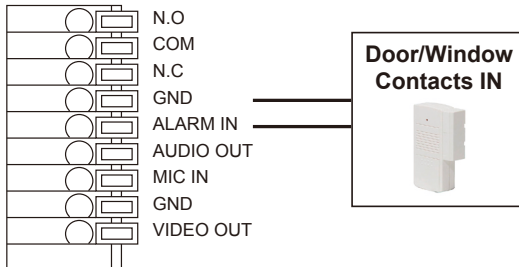 N.O
COM
N.C
GND
ALARM IN
AUDIO OUT
MIC IN
GND
VIDEO OUT
Door/Window
Contacts IN